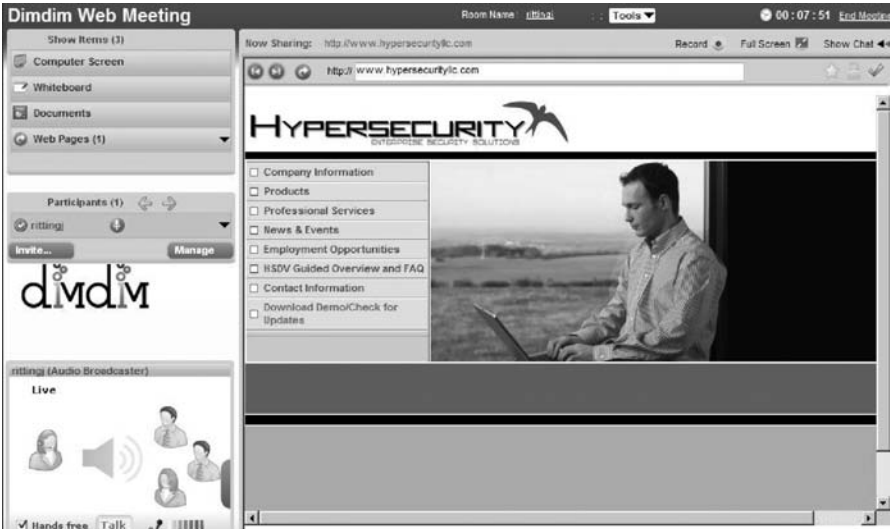 Dimdim Web Meeting
Room Name: rittingj : : Tools 00:07:51 End Meeting
Show Items (3)
Computer Screen
Whiteboard
Documents
Web Pages (1)
Participants (1)
rittingj
Invite... Manage
dimdim
rittingj (Audio Broadcaster)
Live
Hands free Talk
Now Sharing: http://www.hypersecurityllc.com Record Full Screen Show Chat
http:// www.hypersecurityllc.com
HYPERSECURITY
ENTERPRISE SECURITY SOLUTIONS
Company Information
Products
Professional Services
News & Events
Employment Opportunities
HSDV Guided Overview and FAQ
Contact Information
Download Demo/Check for
Updates